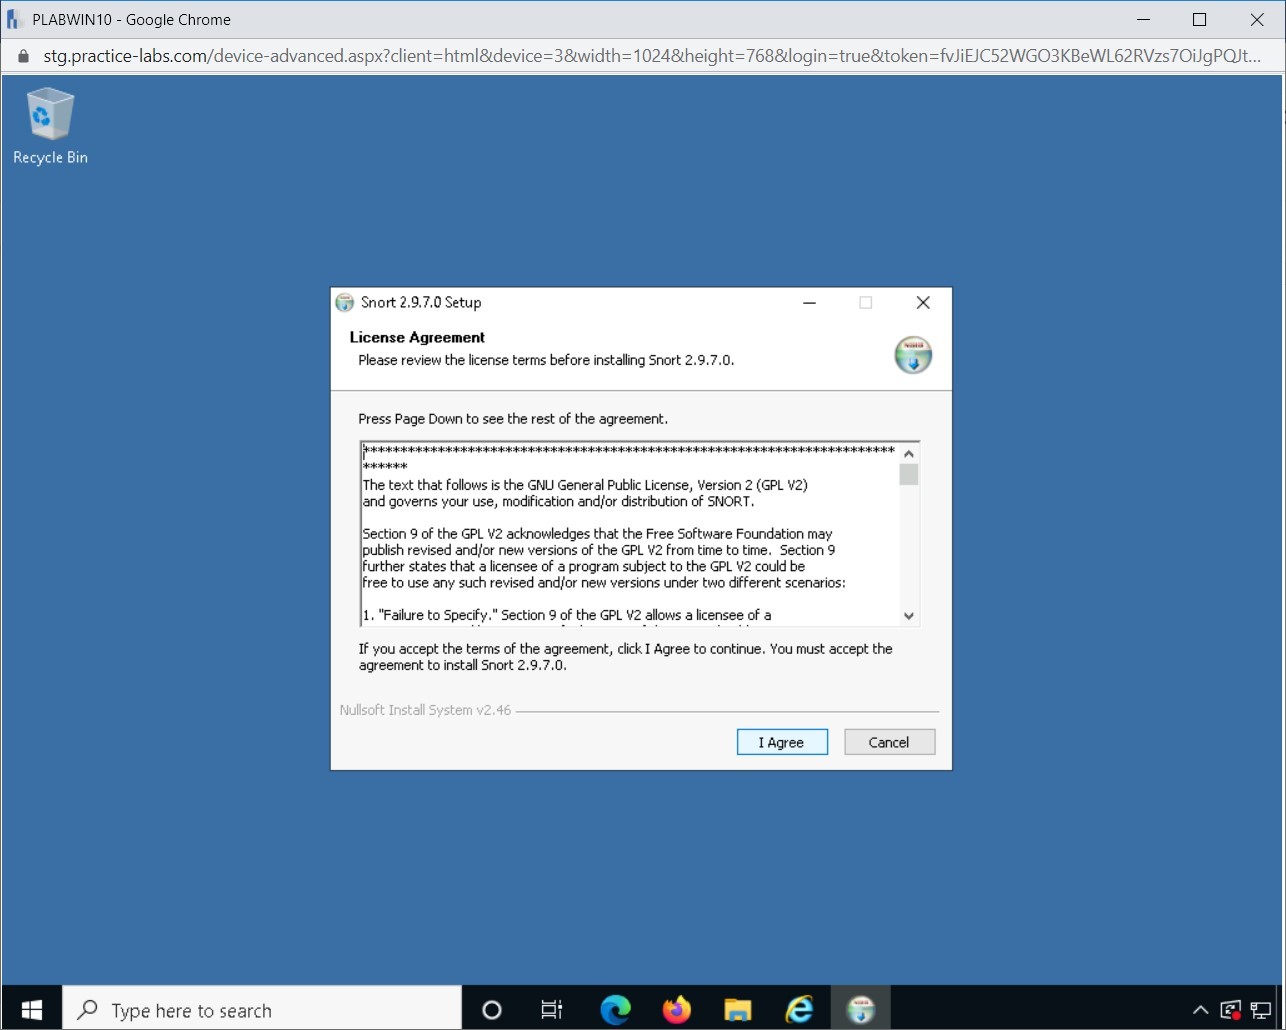 PLABWIN10 - Google Chrome
stg.practice-labs.com/device-advanced.aspx?client=html&device=3&width=1024&height=768&login=true&token=fvJiEJC52WGO3KBeWL62RVzs7OiJgPQJt...
Recycle Bin
Snort 2.9.7.0 Setup
License Agreement
Please review the license terms before installing Snort 2.9.7.0.
Press Page Down to see the rest of the agreement.
***********************************************************************
******
The text that follows is the GNU General Public License, Version 2 (GPL V2)
and governs your use, modification and/or distribution of SNORT.
Section 9 of the GPL V2 acknowledges that the Free Software Foundation may
publish revised and/or new versions of the GPL V2 from time to time.  Section 9
further states that a licensee of a program subject to the GPL V2 could be
free to use any such revised and/or new versions under two different scenarios:
1. "Failure to Specify." Section 9 of the GPL V2 allows a licensee of a
If you accept the terms of the agreement, click I Agree to continue. You must accept the
agreement to install Snort 2.9.7.0.
Nullsoft Install System v2.46
I Agree
Cancel
Type here to search